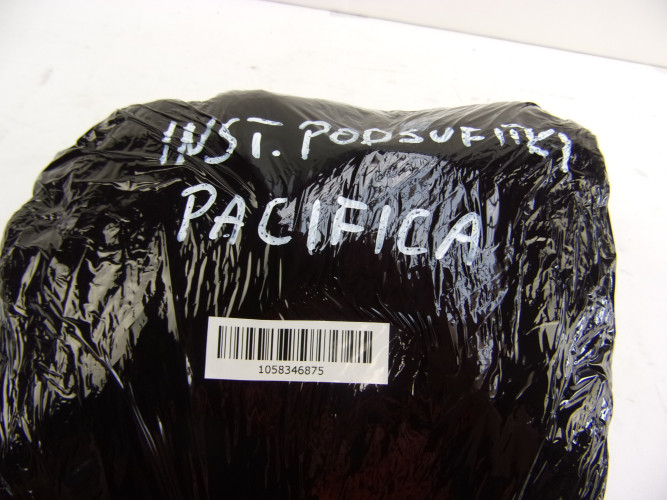 INST. PODSUFITKI
PACIFICA
1058346875